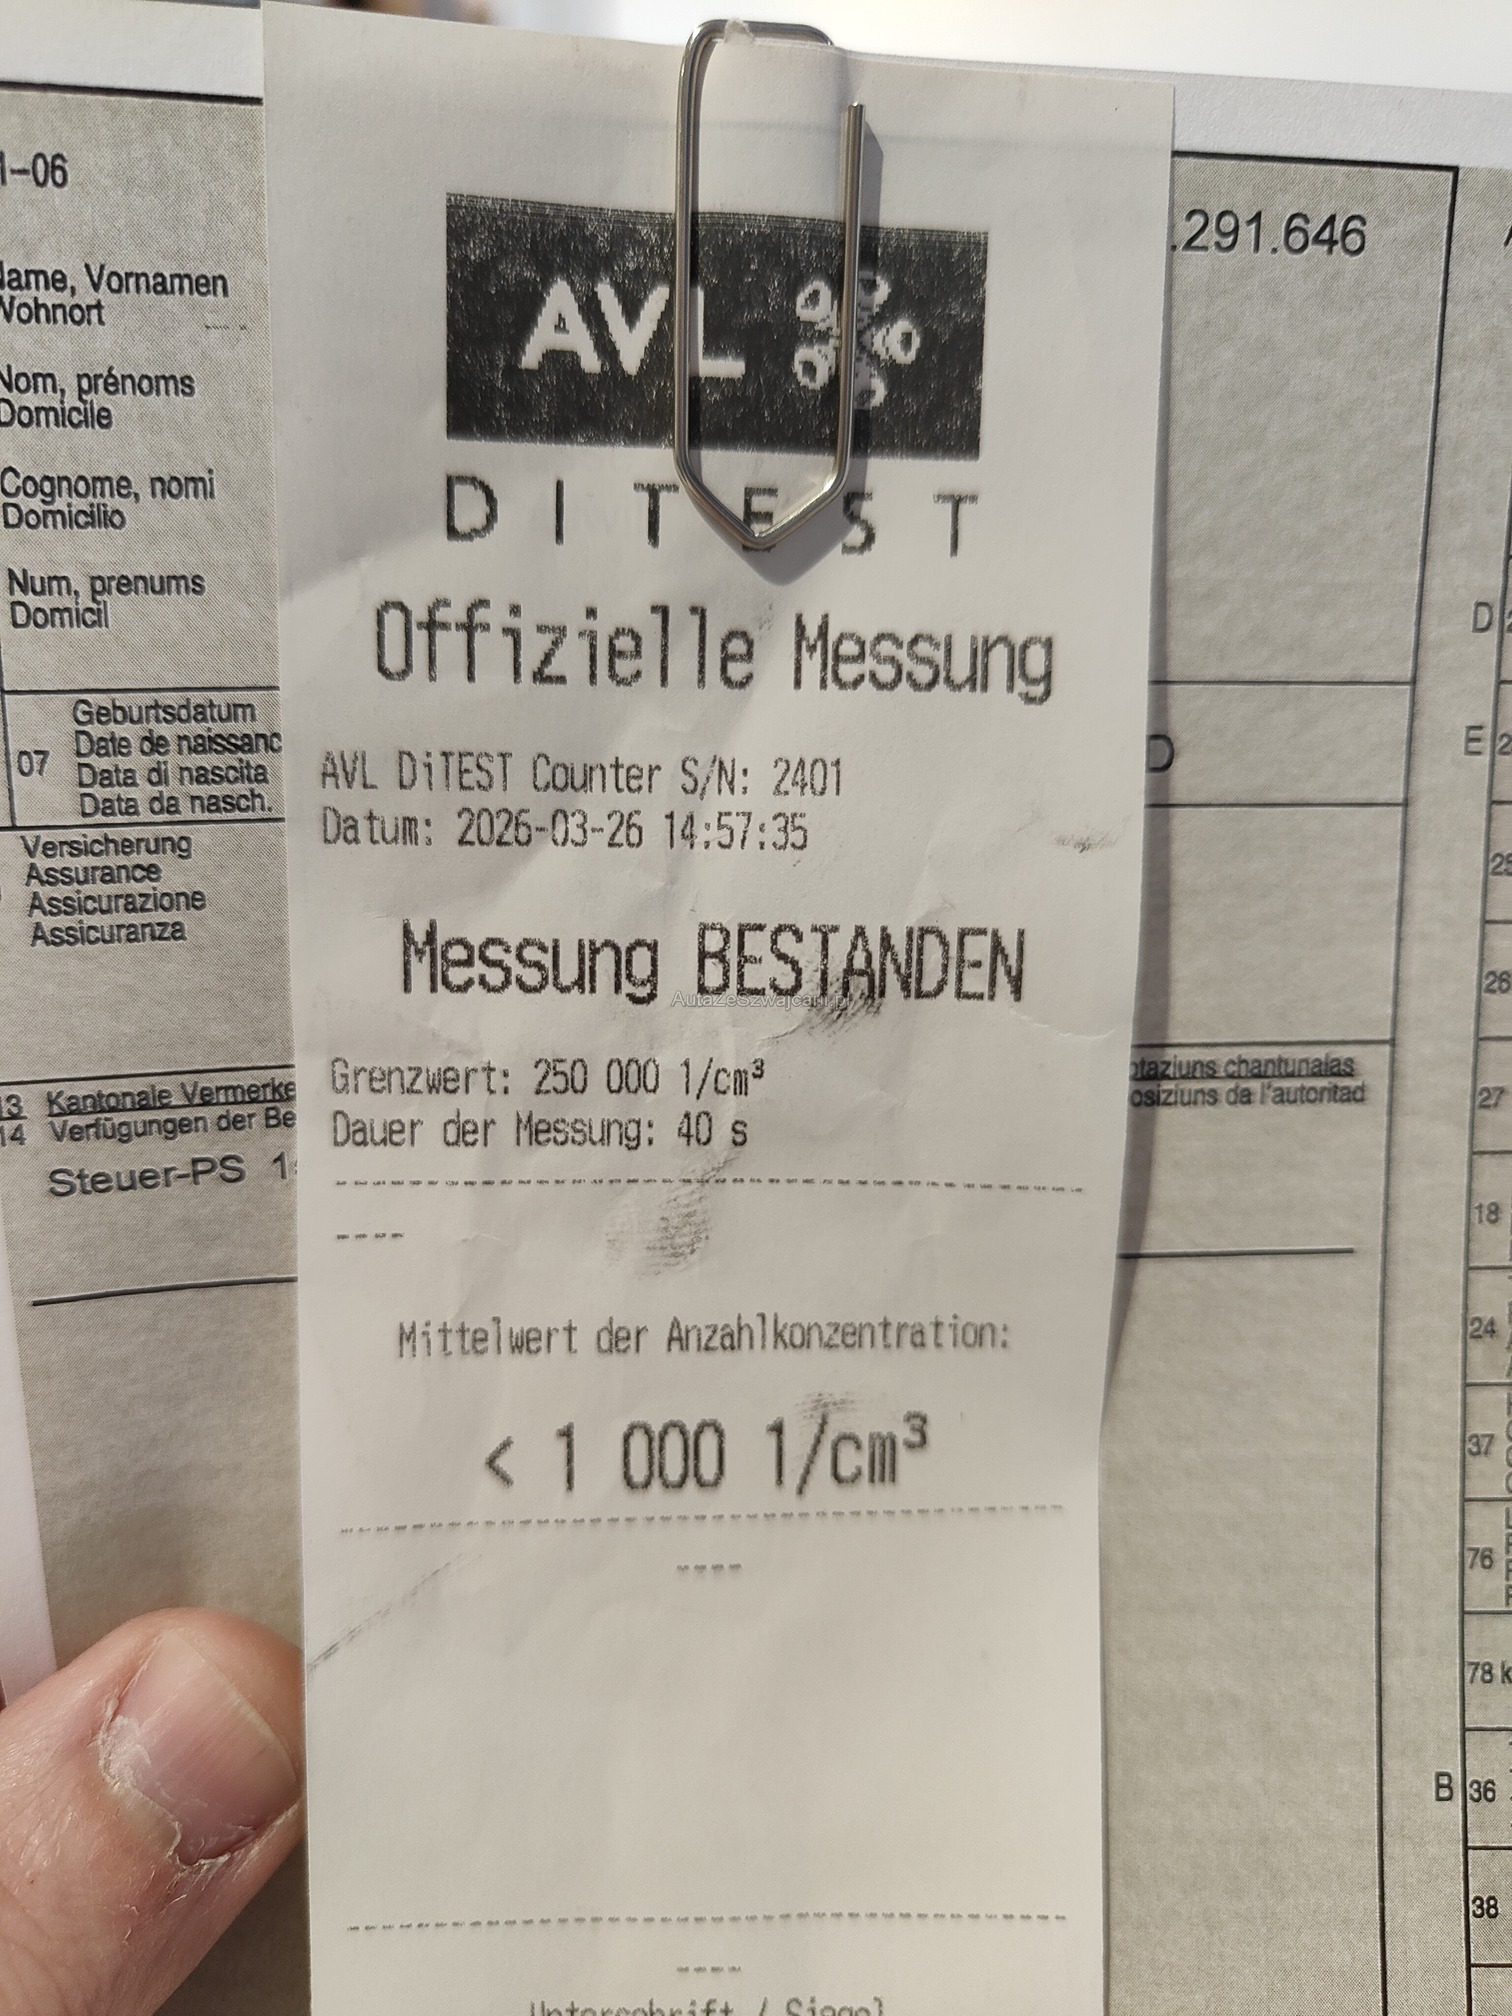 1-06
.291.646
Name, Vornamen
Wohnort
Nom, prénoms
Domicile
Cognome, nomi
Domicilio
Num, prenums
Domicil
07
Geburtsdatum
Date de naissanc
Data di nascita
Data da nasch.
Versicherung
Assurance
Assicurazione
Assicuranza
13 Kantonale Vermerke
14 Verfügungen der Be
Steuer-PS
AVL
DITEST
Offizielle Messung
AVL DiTEST Counter S/N: 2401
Datum: 2026-03-26 14:57:35
Messung BESTANDEN
AutaZeSzwajcarii.pl
Grenzwert: 250 000 1/cm³
Dauer der Messung: 40 s
Mittelwert der Anzahlkonzentration:
< 1 000 1/cm³
Unterschrift / Siegel
D
otaziuns chantunalas
osiziuns da l'autoritad
D
E
26
27
18
24
37
76
78
B 36
38